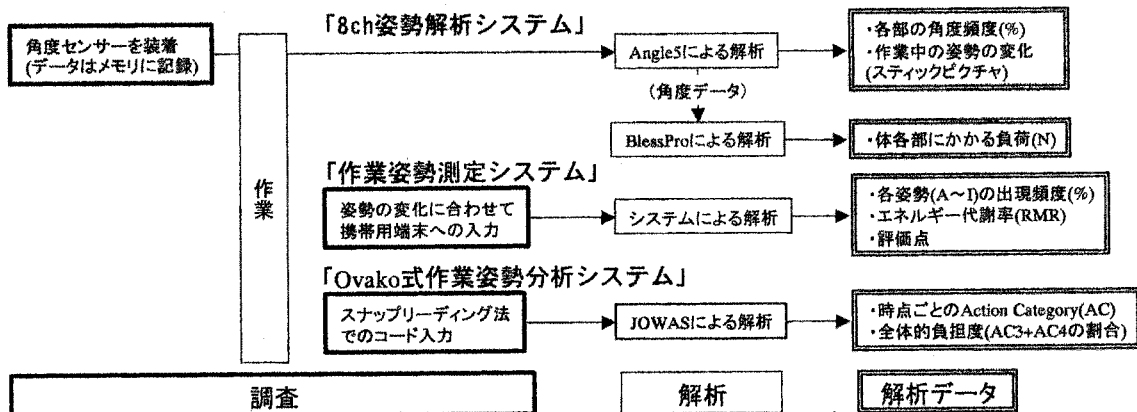 「8ch姿勢解析システム」
角度センサーを装着
(データはメモリに記録)
Angle5による解析
・各部の角度頻度(%)
・作業中の姿勢の変化
(スティックピクチャ)
(角度データ)
BlessProによる解析
・体各部にかかる負荷(N)
作業
「作業姿勢測定システム」
姿勢の変化に合わせて
携帯用端末への入力
システムによる解析
・各姿勢(A～I)の出現頻度(%)
・エネルギー代謝率(RMR)
・評価点
「Ovako式作業姿勢分析システム」
スナップリーディング法
でのコード入力
JOWASによる解析
・時点ごとのAction Category(AC)
・全体的負担度(AC3+AC4の割合)
調査
解析
解析データ